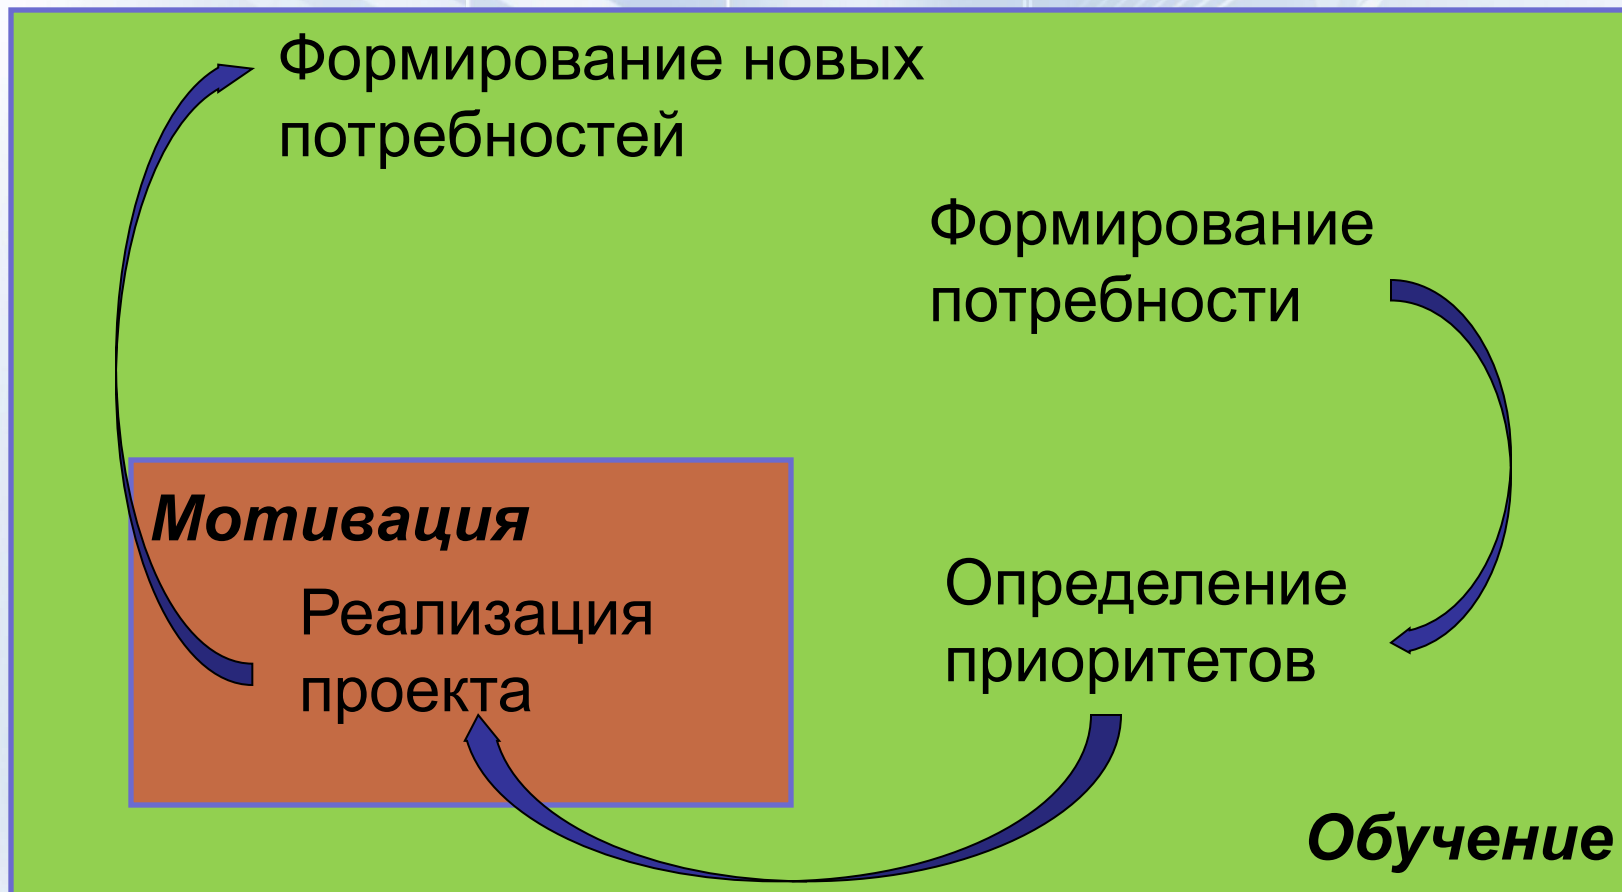 Формирование новых
потребностей
Формирование
потребности
Мотивация
Реализация
проекта
Определение
приоритетов
Обучение